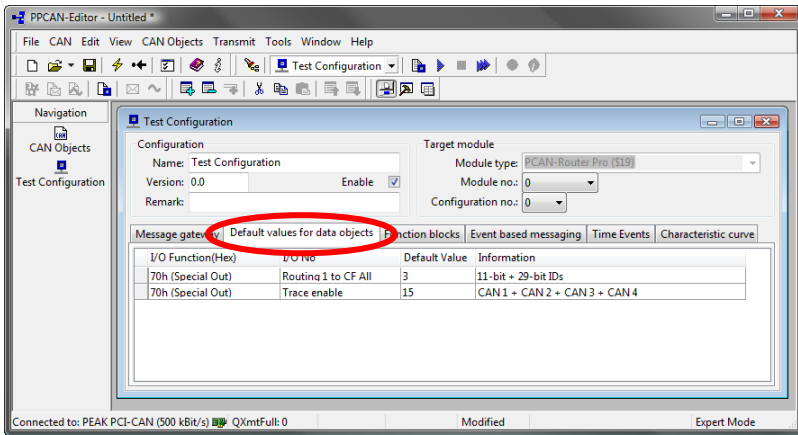 PPCAN-Editor - Untitled *
File CAN Edit View CAN Objects Transmit Tools Window Help
Test Configuration
Navigation
CAN Objects
Test Configuration
Test Configuration
Configuration
Name: Test Configuration
Version: 0.0 Enable
Remark:
Target module
Module type: PCAN-Router Pro ($19)
Module no.: 0
Configuration no.: 0
Message gateway Default values for data objects Function blocks Event based messaging Time Events Characteristic curve
I/O Function(Hex) I/O No Default Value Information
70h (Special Out) Routing 1 to CF All 3 11-bit + 29-bit IDs
70h (Special Out) Trace enable 15 CAN 1 + CAN 2 + CAN 3 + CAN 4
Connected to: PEAK PCI-CAN (500 kBit/s) QXmtFull: 0 Modified Expert Mode